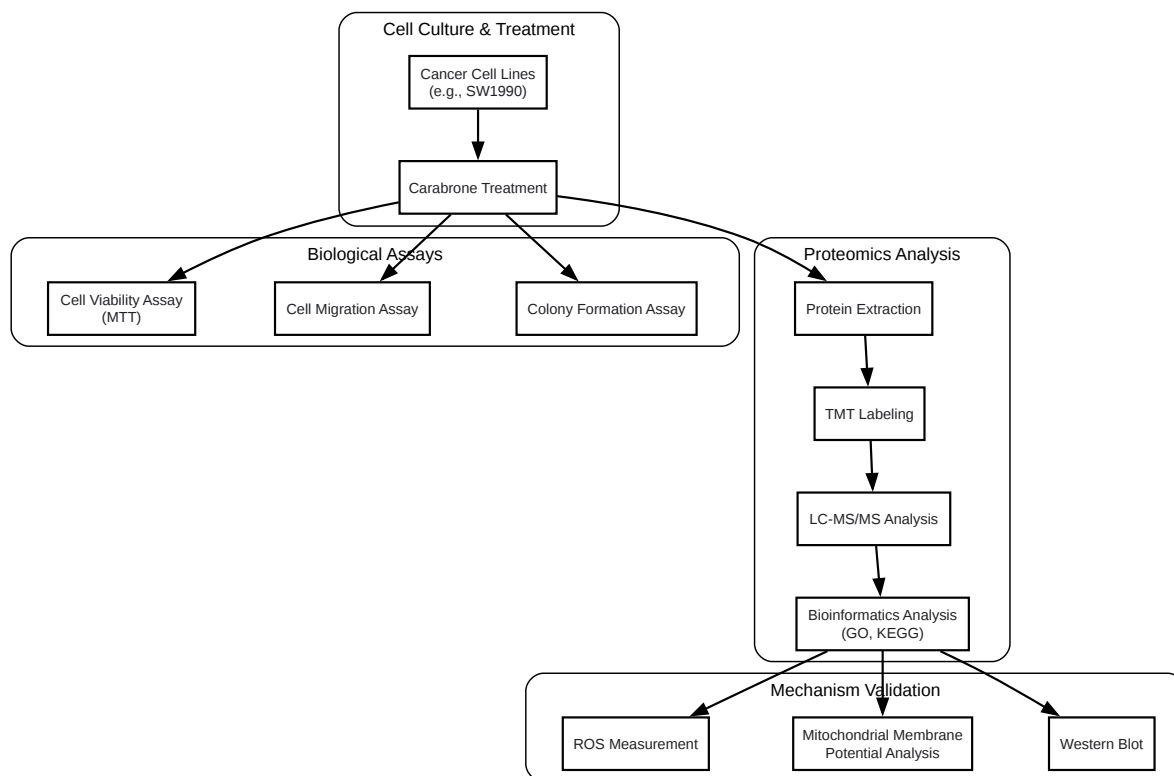 Cell Culture & Treatment
Cancer Cell Lines
(e.g., SW1990)
Carabrone Treatment
Biological Assays
Cell Viability Assay
(MTT)
Cell Migration Assay
Colony Formation Assay
Proteomics Analysis
Protein Extraction
TMT Labeling
LC-MS/MS Analysis
Bioinformatics Analysis
(GO, KEGG)
Mechanism Validation
ROS Measurement
Mitochondrial Membrane
Potential Analysis
Western Blot